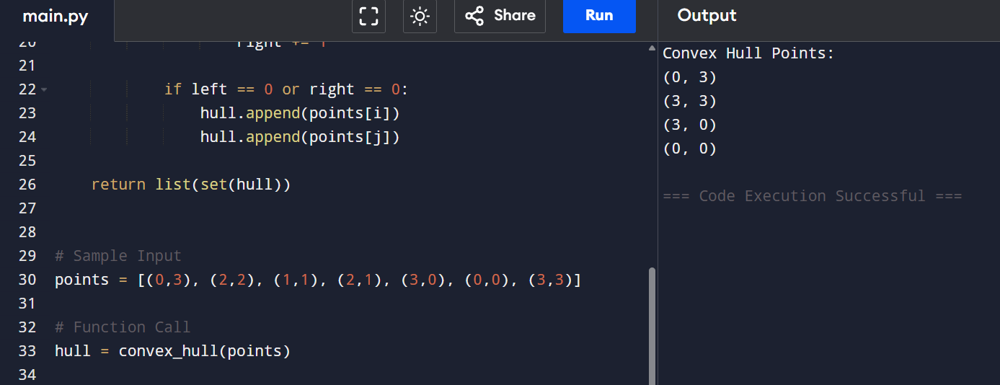 main.py
Share
Run
Output
20 right += 1
21
22 if left == 0 or right == 0:
23 hull.append(points[i])
24 hull.append(points[j])
25
26 return list(set(hull))
27
28
29 # Sample Input
30 points = [(0,3), (2,2), (1,1), (2,1), (3,0), (0,0), (3,3)]
31
32 # Function Call
33 hull = convex_hull(points)
34
Convex Hull Points:
(0, 3)
(3, 3)
(3, 0)
(0, 0)
=== Code Execution Successful ===